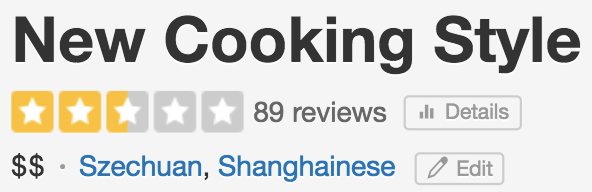 New Cooking Style
89 reviews Details
$$ · Szechuan, Shanghainese Edit